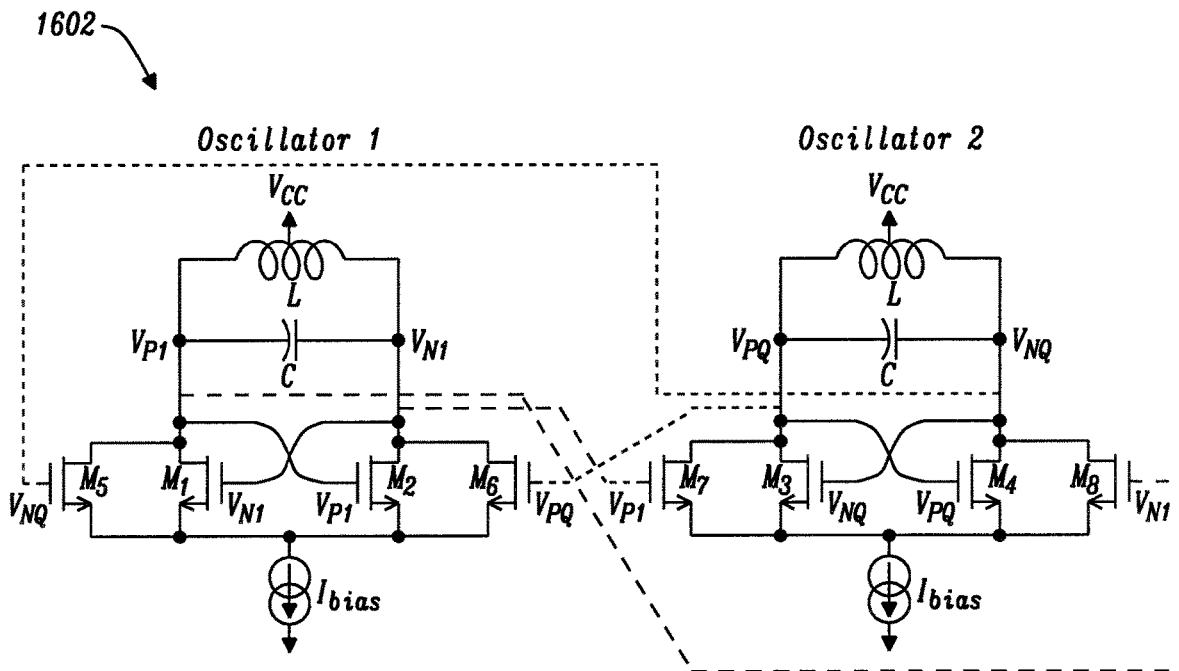 1602
Oscillator 1
Oscillator 2
VCC
VCC
L
L
VP1
VN1
VPQ
VNQ
C
C
M5
M1
M2
M6
M7
M3
M4
M8
VNQ
VN1
VP1
VPQ
VP1
VNQ
VPQ
VN1
Ibias
Ibias